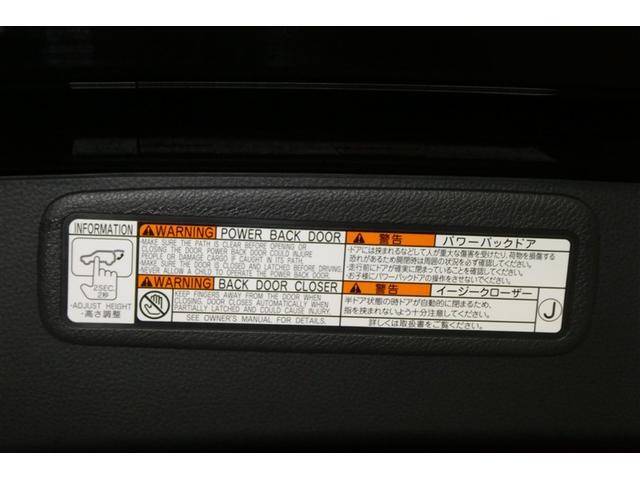 INFORMATION
2SEC.
2秒
-ADJUST HEIGHT
-高さ調整
WARNING POWER BACK DOOR
-MAKE SURE THE PATH IS CLEAR BEFORE OPENING OR
CLOSING THE DOOR, POWER BACK DOOR COULD INJURE
PEOPLE OR DAMAGE CARGO IF CAUGHT IN IT.
-MAKE SURE THE DOOR IS CLOSED AND LATCHED BEFORE DRIVING.
-NEVER ALLOW A CHILD TO OPERATE THE POWER BACK DOOR.
WARNING BACK DOOR CLOSER
KEEP FINGERS AWAY FROM THE DOOR WHEN
CLOSING. DOOR CLOSES AUTOMATICALLY WHEN
PARTIALLY LATCHED AND COULD CAUSE INJURY.
SEE OWNER'S MANUAL FOR DETAILS.
警告 パワーバックドア
・ドアにはさまれるなどして人が重大な傷害を受けたり、荷物を損傷する
恐れがあるため開閉時は周囲の状況を必ず確認してください。
・走行前にドアが確実に閉まっていることを確認してください。
・お子様にパワーバックドアの操作をさせないでください。
警告 イージークローザー
半ドア状態の時ドアが自動的に閉まるため、
指を挟まれないよう十分注意してください。
詳しくは取扱書をご覧ください。
J